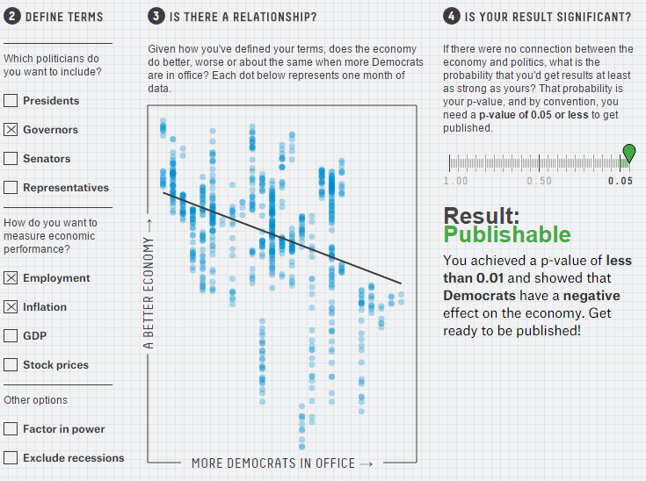 2 DEFINE TERMS
Which politicians do
you want to include?
Presidents
Governors
Senators
Representatives
How do you want to
measure economic
performance?
Employment
Inflation
GDP
Stock prices
Other options
Factor in power
Exclude recessions
3 IS THERE A RELATIONSHIP?
Given how you've defined your terms, does the economy
do better, worse or about the same when more Democrats
are in office? Each dot below represents one month of
data.
A BETTER ECONOMY →
MORE DEMOCRATS IN OFFICE →
4 IS YOUR RESULT SIGNIFICANT?
If there were no connection between the
economy and politics, what is the
probability that you'd get results at least
as strong as yours? That probability is
your p-value, and by convention, you
need a p-value of 0.05 or less to get
published.
1.00 0.50 0.05
Result:
Publishable
You achieved a p-value of less
than 0.01 and showed that
Democrats have a negative
effect on the economy. Get
ready to be published!